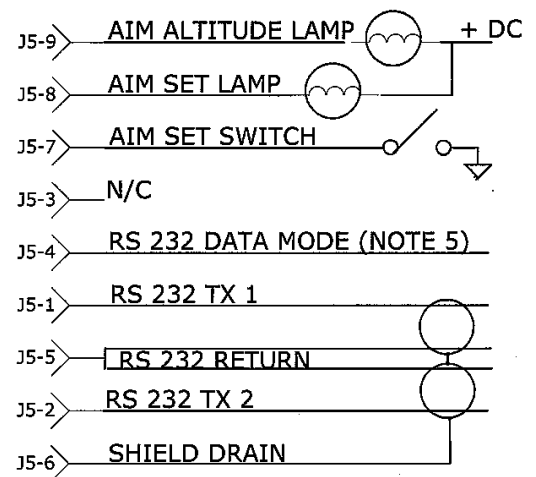 J5-9 AIM ALTITUDE LAMP + DC
J5-8 AIM SET LAMP
J5-7 AIM SET SWITCH
J5-3 N/C
J5-4 RS 232 DATA MODE (NOTE 5)
J5-1 RS 232 TX 1
J5-5 RS 232 RETURN
J5-2 RS 232 TX 2
J5-6 SHIELD DRAIN